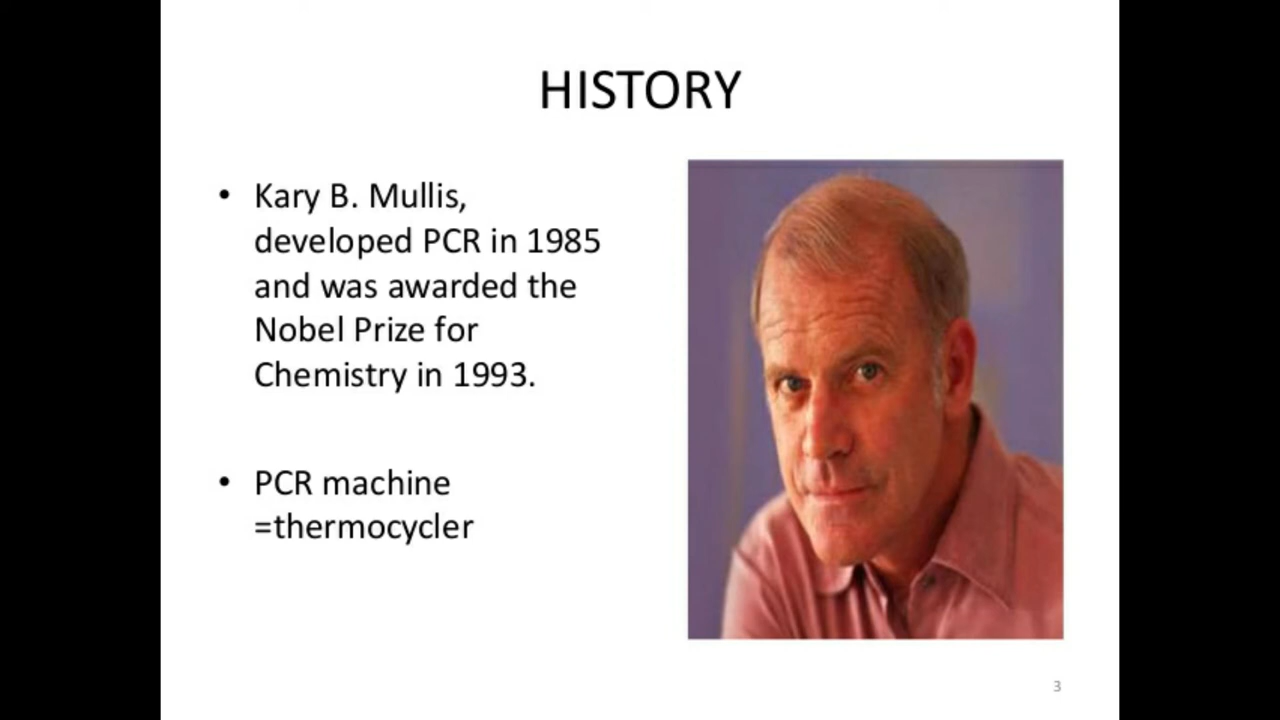 HISTORY
• Kary B. Mullis,
developed PCR in 1985
and was awarded the
Nobel Prize for
Chemistry in 1993.
• PCR machine
=thermocycler
3